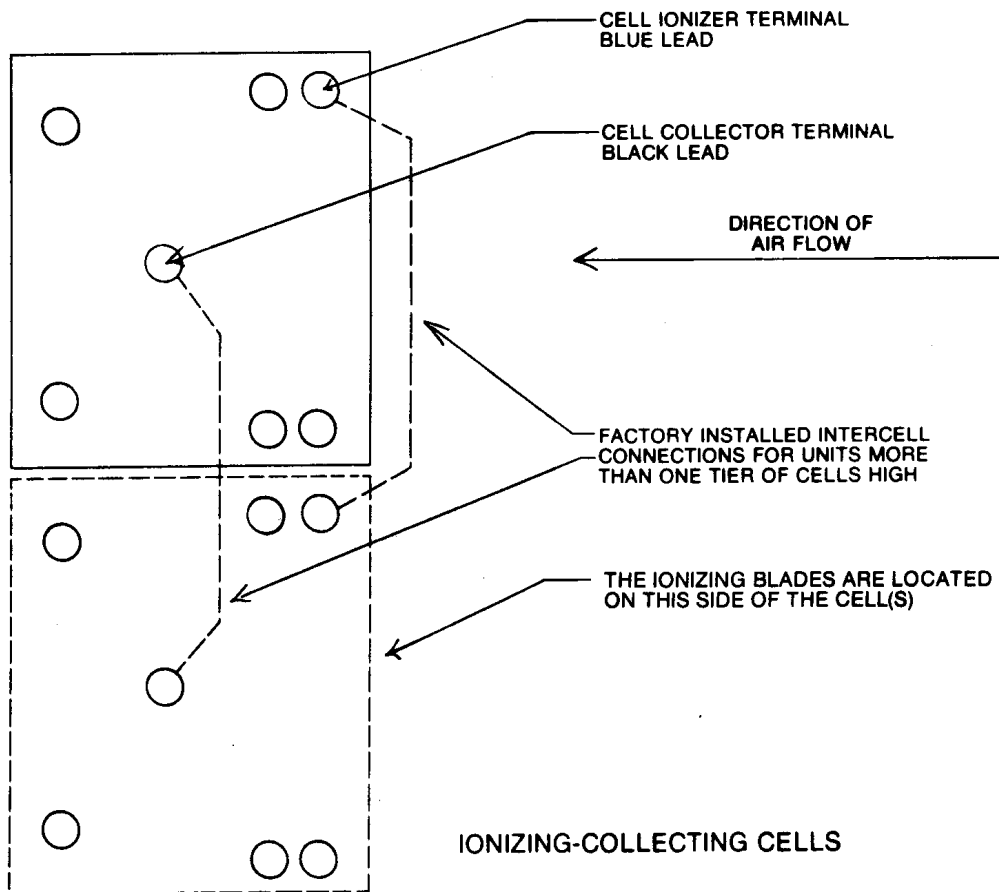 CELL IONIZER TERMINAL
BLUE LEAD
CELL COLLECTOR TERMINAL
BLACK LEAD
DIRECTION OF
AIR FLOW
FACTORY INSTALLED INTERCELL
CONNECTIONS FOR UNITS MORE
THAN ONE TIER OF CELLS HIGH
THE IONIZING BLADES ARE LOCATED
ON THIS SIDE OF THE CELL(S)
IONIZING-COLLECTING CELLS